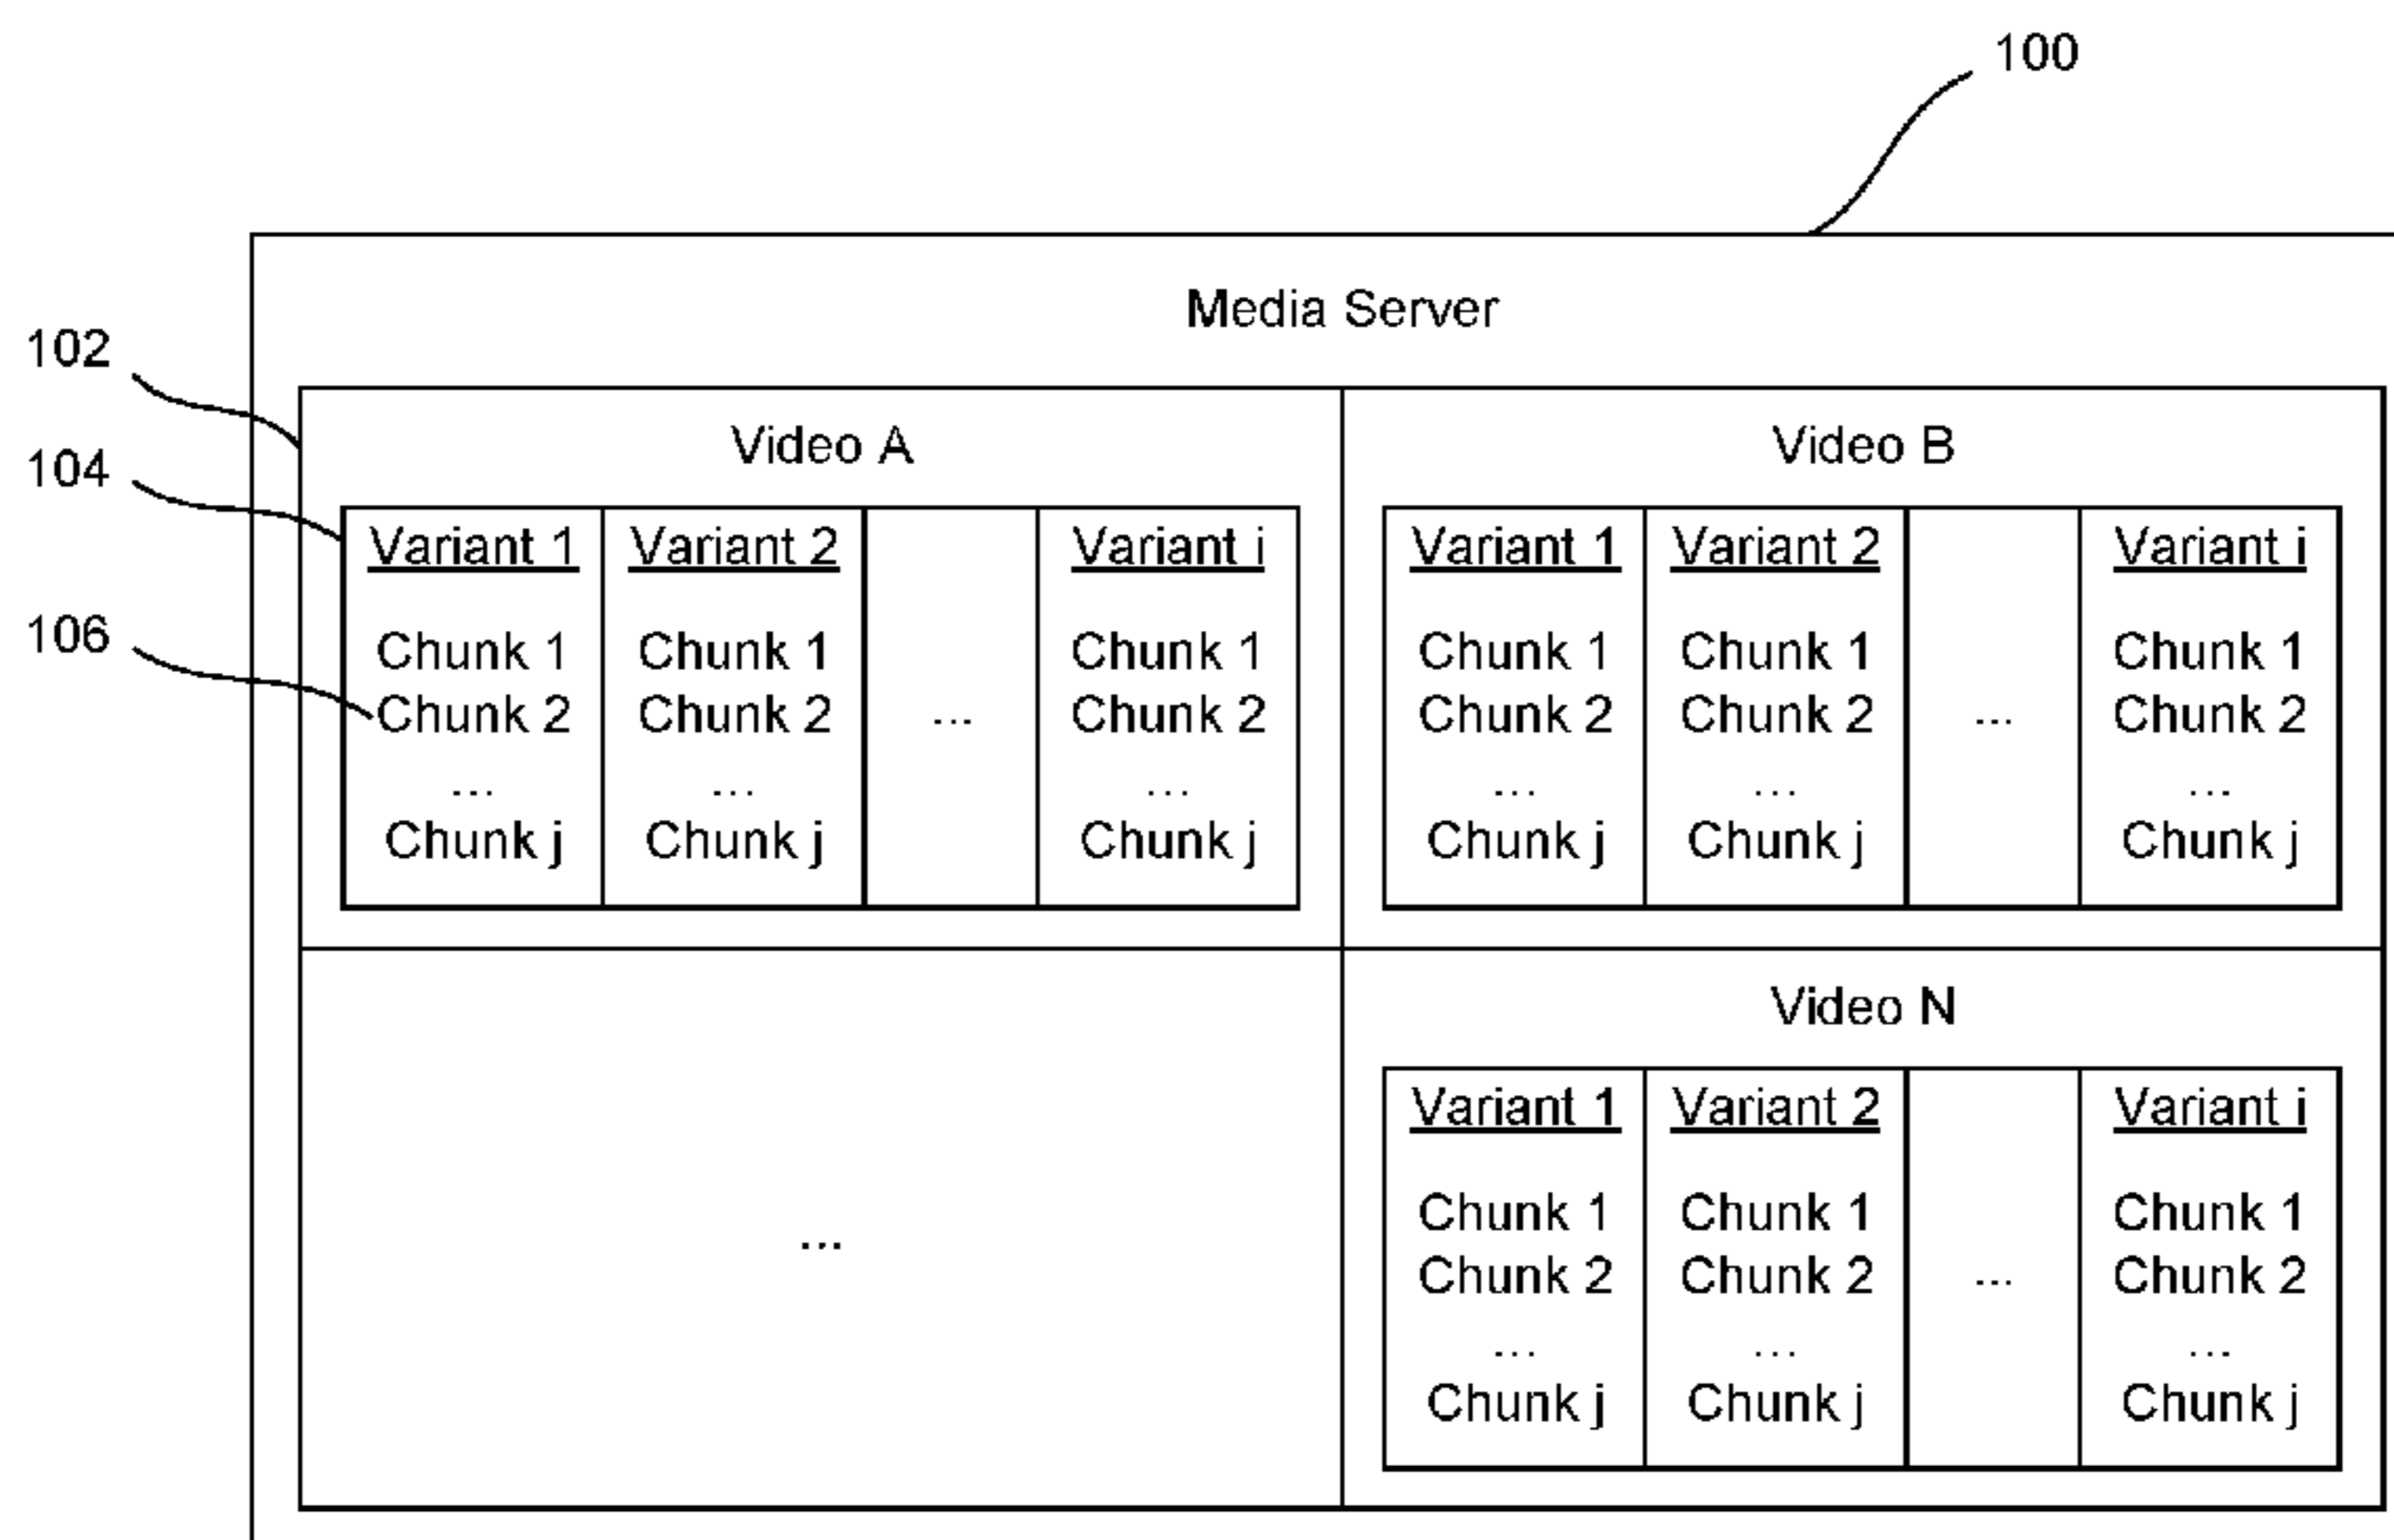 100
Media Server
102
Video A
Video B
104
Variant 1 Variant 2 Variant i
Variant 1 Variant 2 Variant i
106
Chunk 1 Chunk 1 Chunk 1
Chunk 2 Chunk 2 ... Chunk 2
... ... ...
Chunk j Chunk j Chunk j
Chunk 1 Chunk 1 Chunk 1
Chunk 2 Chunk 2 ... Chunk 2
... ... ...
Chunk j Chunk j Chunk j
...
Video N
Variant 1 Variant 2 Variant i
Chunk 1 Chunk 1 Chunk 1
Chunk 2 Chunk 2 ... Chunk 2
... ... ...
Chunk j Chunk j Chunk j